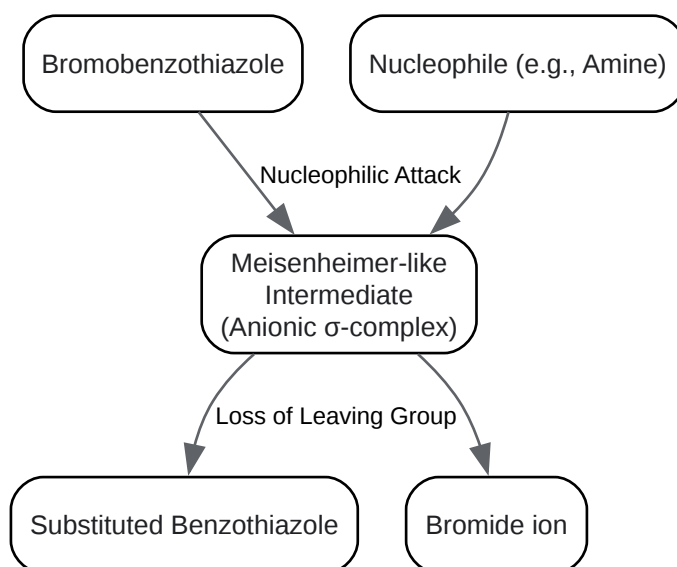 Bromobenzothiazole
Nucleophile (e.g., Amine)
Nucleophilic Attack
Meisenheimer-like
Intermediate
(Anionic σ-complex)
Loss of Leaving Group
Substituted Benzothiazole
Bromide ion